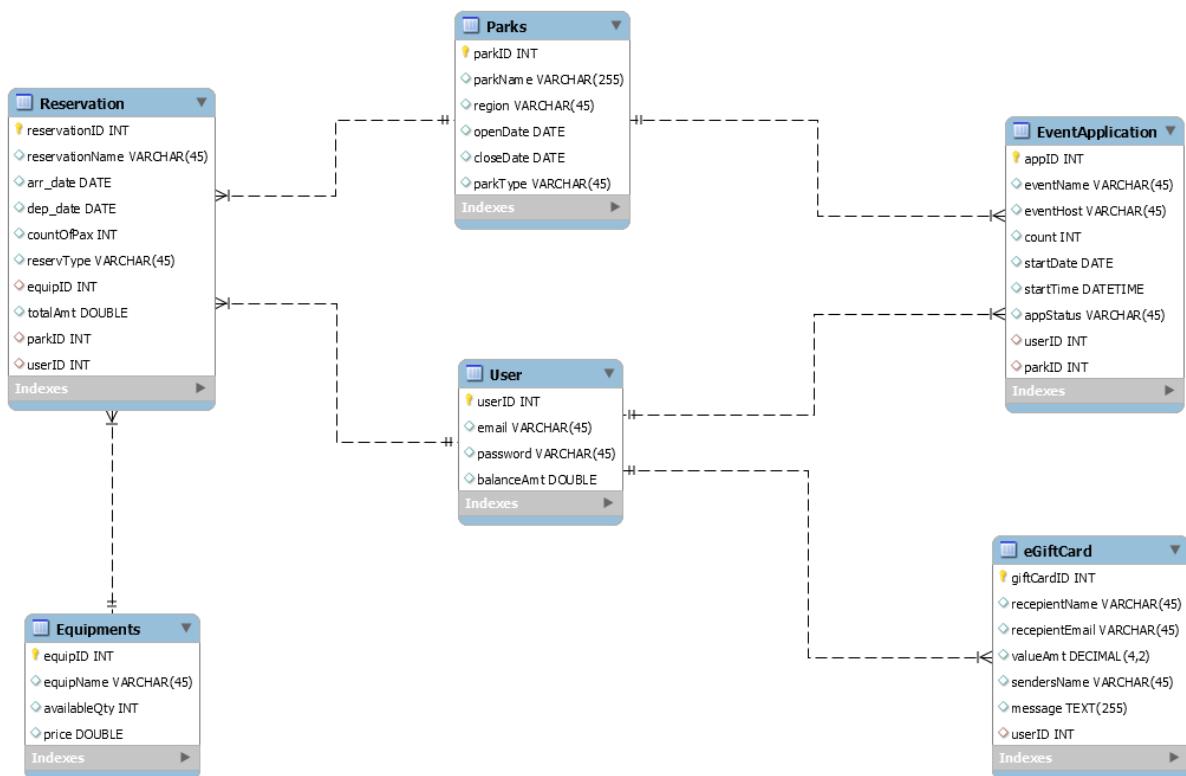 Parks
parkID INT
parkName VARCHAR(255)
region VARCHAR(45)
openDate DATE
closeDate DATE
parkType VARCHAR(45)
Indexes
Reservation
reservationID INT
reservationName VARCHAR(45)
arr_date DATE
dep_date DATE
countOfPax INT
reservType VARCHAR(45)
equipID INT
totalAmt DOUBLE
parkID INT
userID INT
Indexes
EventApplication
appID INT
eventName VARCHAR(45)
eventHost VARCHAR(45)
count INT
startDate DATE
startTime DATETIME
appStatus VARCHAR(45)
userID INT
parkID INT
Indexes
User
userID INT
email VARCHAR(45)
password VARCHAR(45)
balanceAmt DOUBLE
Indexes
eGiftCard
giftCardID INT
recepientName VARCHAR(45)
recepientEmail VARCHAR(45)
valueAmt DECIMAL(4,2)
sendersName VARCHAR(45)
message TEXT(255)
userID INT
Indexes
Equipments
equipID INT
equipName VARCHAR(45)
availableQty INT
price DOUBLE
Indexes